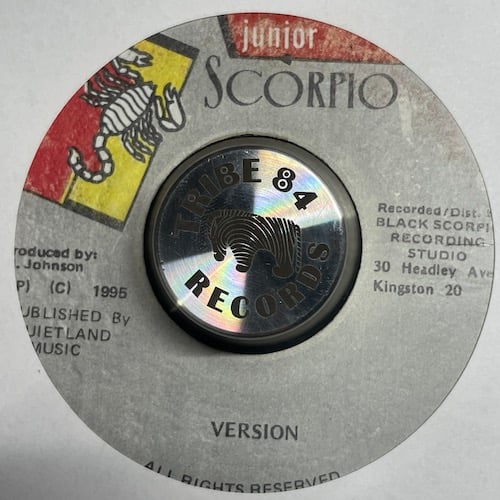 junior
SCORPIO
TRIBE 84
RECORDS
Recorded/Dist.
BLACK SCORPI
RECORDING
STUDIO
30 Headley Ave
Kingston 20
roduced by:
. Johnson
P) (C) 1995
UBLISHED By
UIETLAND
MUSIC
VERSION
ALL RIGHTS RESERVED